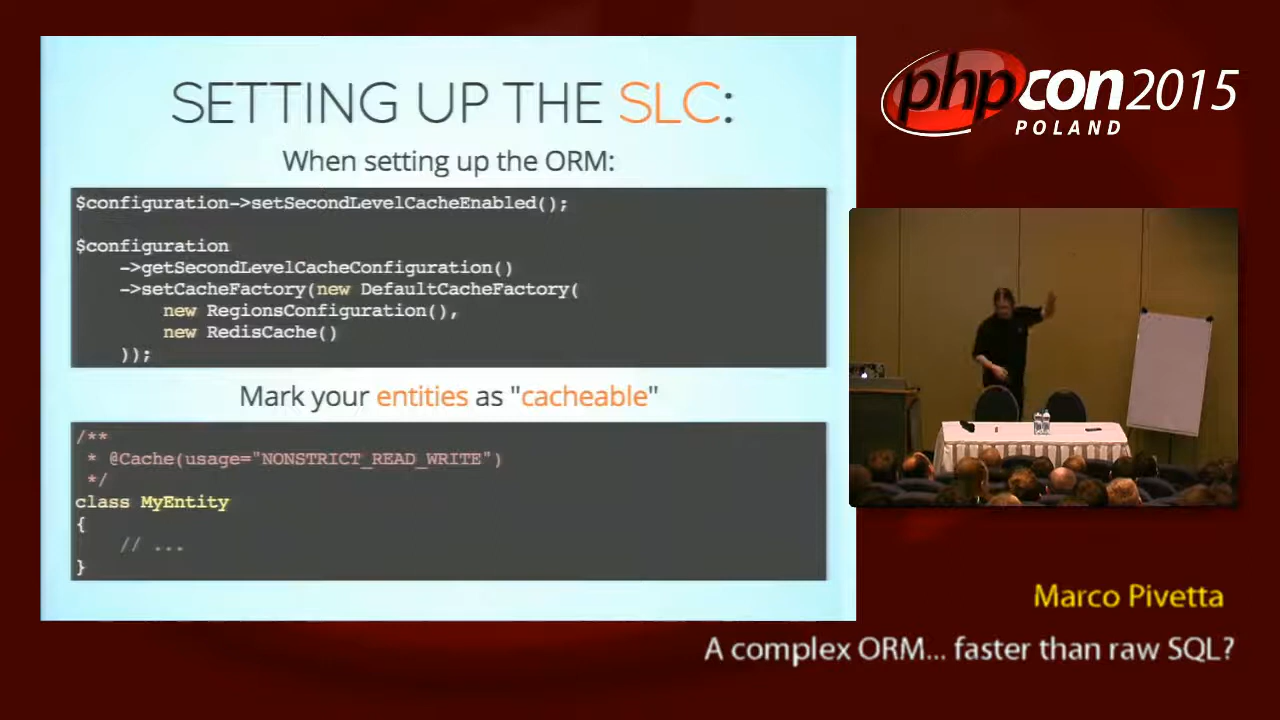 SETTING UP THE SLC:
When setting up the ORM:
$configuration->setSecondLevelCacheEnabled();
$configuration
->getSecondLevelCacheConfiguration()
->setCacheFactory(new DefaultCacheFactory(
new RegionsConfiguration(),
new RedisCache()
));
Mark your entities as "cacheable"
/**
* @Cache(usage="NONSTRICT_READ_WRITE")
*/
class MyEntity
{
// ...
}
phpcon2015
POLAND
Marco Pivetta
A complex ORM... faster than raw SQL?